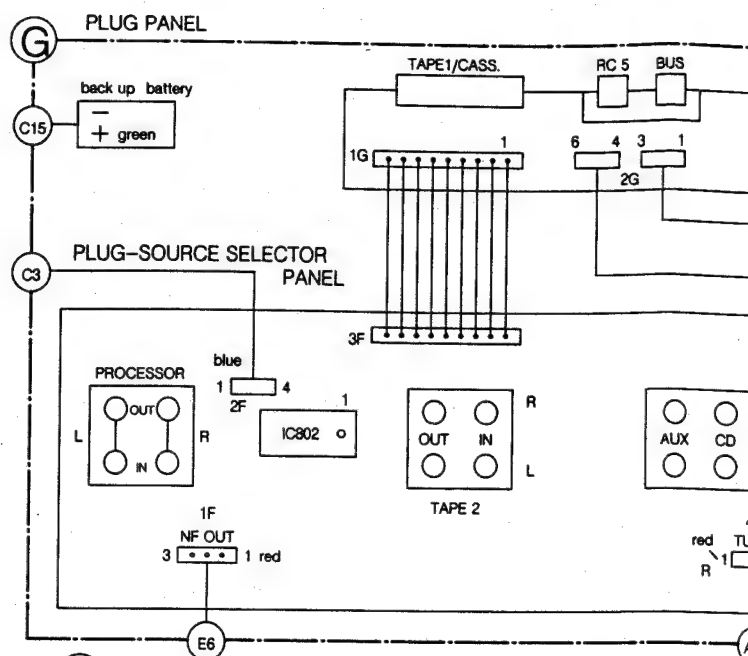 G
PLUG PANEL
TAPE1/CASS.
RC 5
BUS
back up battery
−
+ green
C15
1G
1
6 4
3 1
2G
PLUG–SOURCE SELECTOR
PANEL
C3
3F
blue
1 4
2F
PROCESSOR
OUT
L
R
IN
1
IC802
OUT IN
R
L
TAPE 2
AUX CD
1F
NF OUT
3
1 red
red
R
1
E6